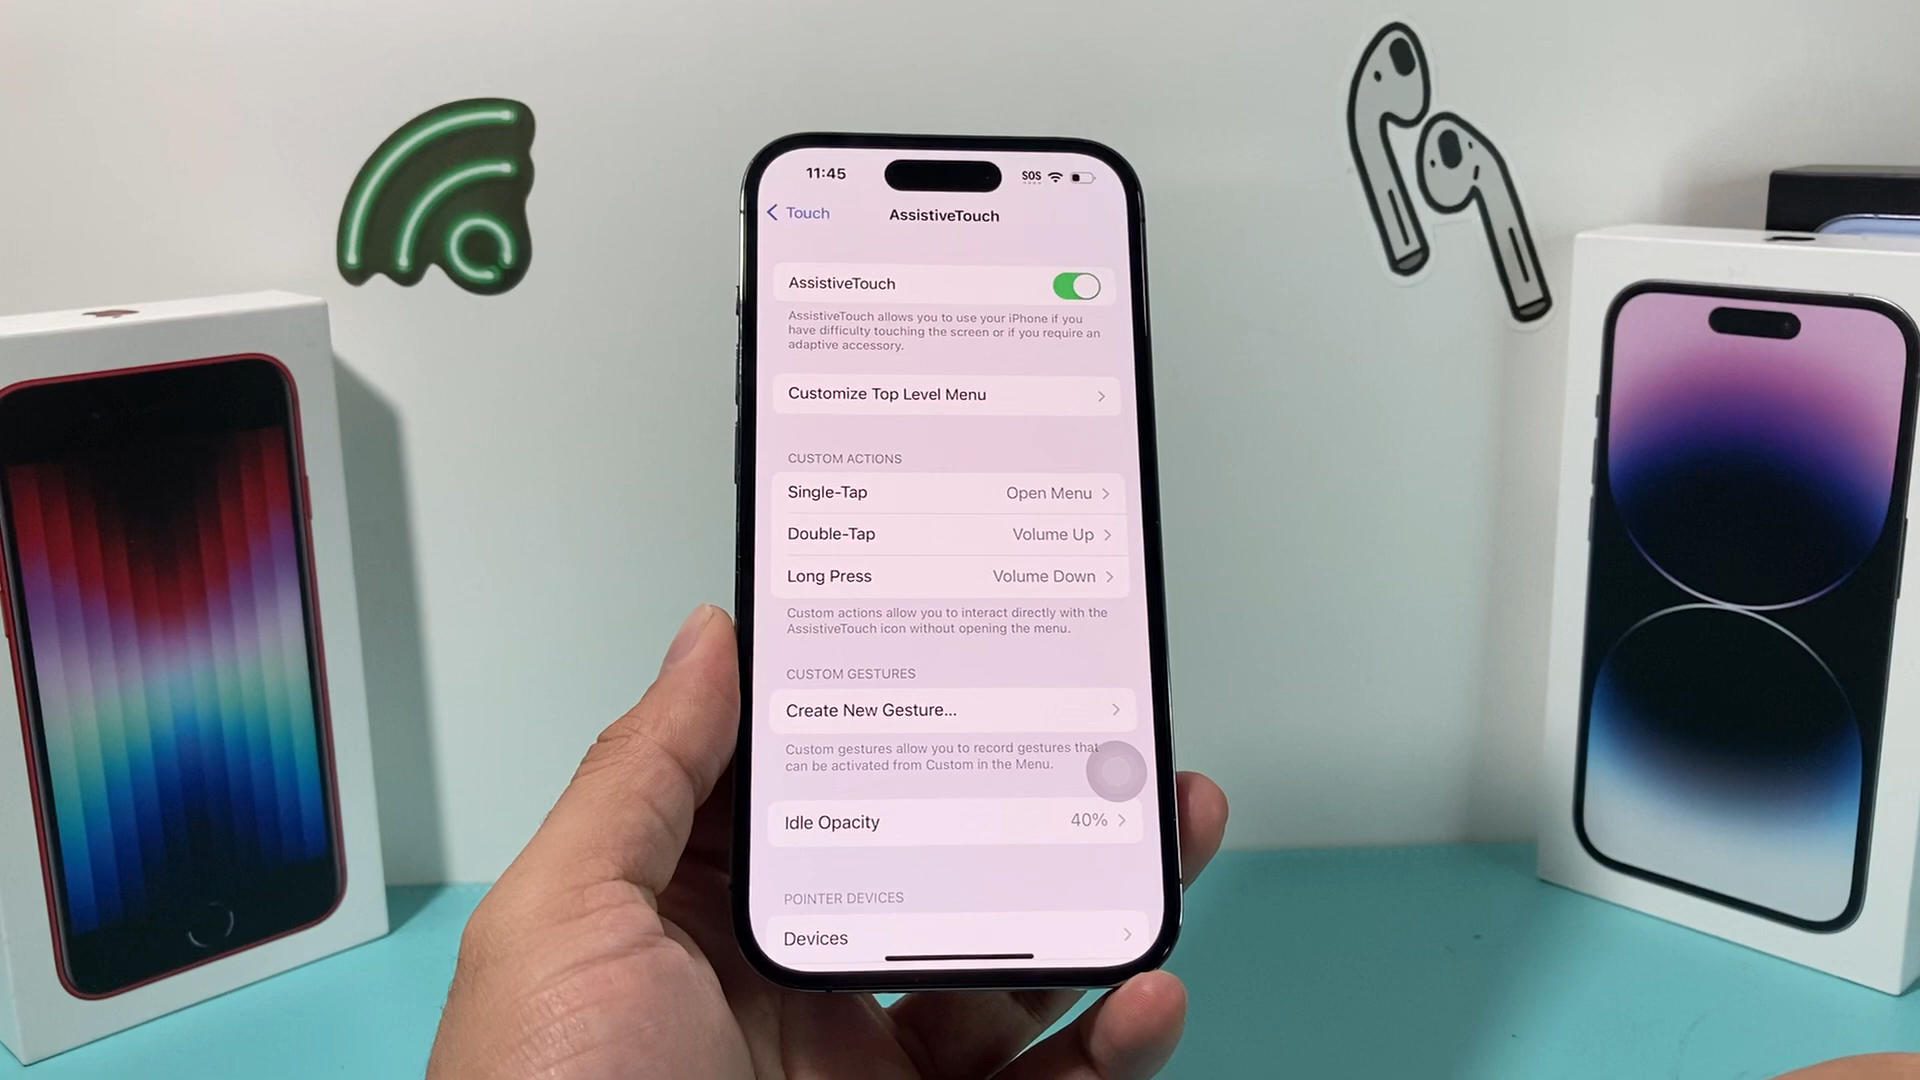 11:45
SOS
Touch
AssistiveTouch
AssistiveTouch
AssistiveTouch allows you to use your iPhone if you
have difficulty touching the screen or if you require an
adaptive accessory.
Customize Top Level Menu
CUSTOM ACTIONS
Single-Tap Open Menu
Double-Tap Volume Up
Long Press Volume Down
Custom actions allow you to interact directly with the
AssistiveTouch icon without opening the menu.
CUSTOM GESTURES
Create New Gesture...
Custom gestures allow you to record gestures that
can be activated from Custom in the Menu.
Idle Opacity 40%
POINTER DEVICES
Devices